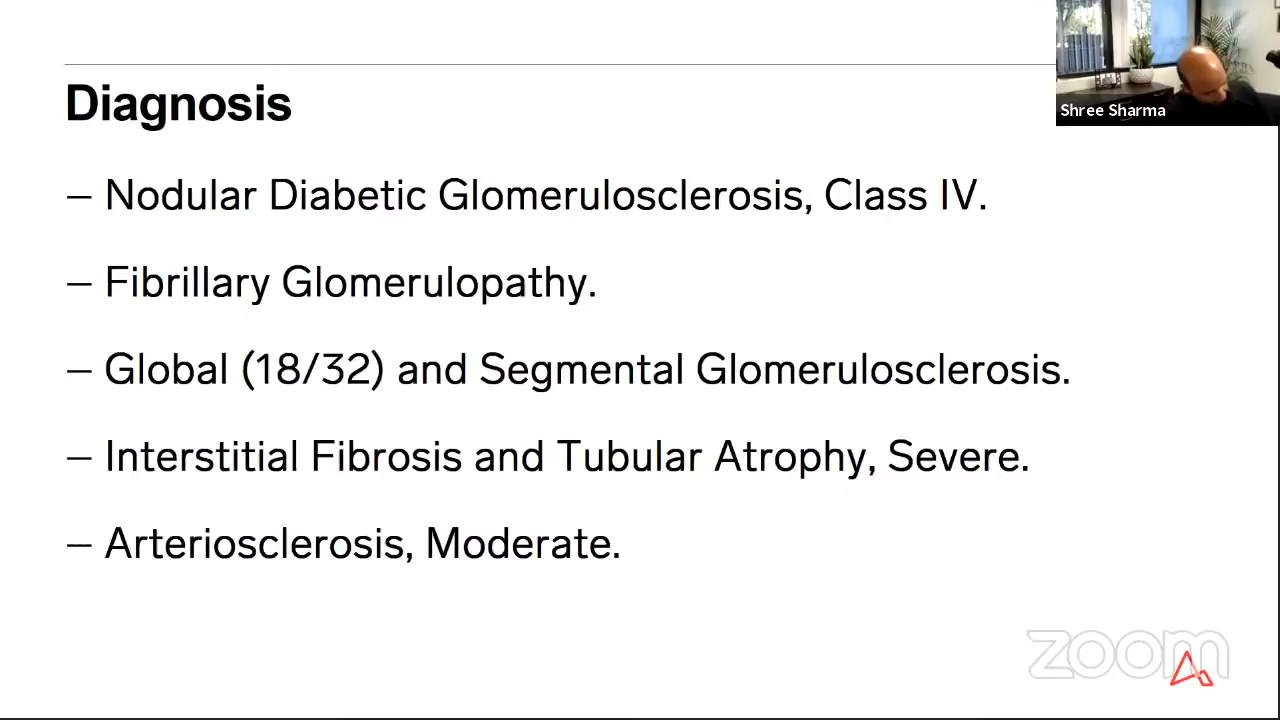 Diagnosis
Shree Sharma
– Nodular Diabetic Glomerulosclerosis, Class IV.
– Fibrillary Glomerulopathy.
– Global (18/32) and Segmental Glomerulosclerosis.
– Interstitial Fibrosis and Tubular Atrophy, Severe.
– Arteriosclerosis, Moderate.
zoom